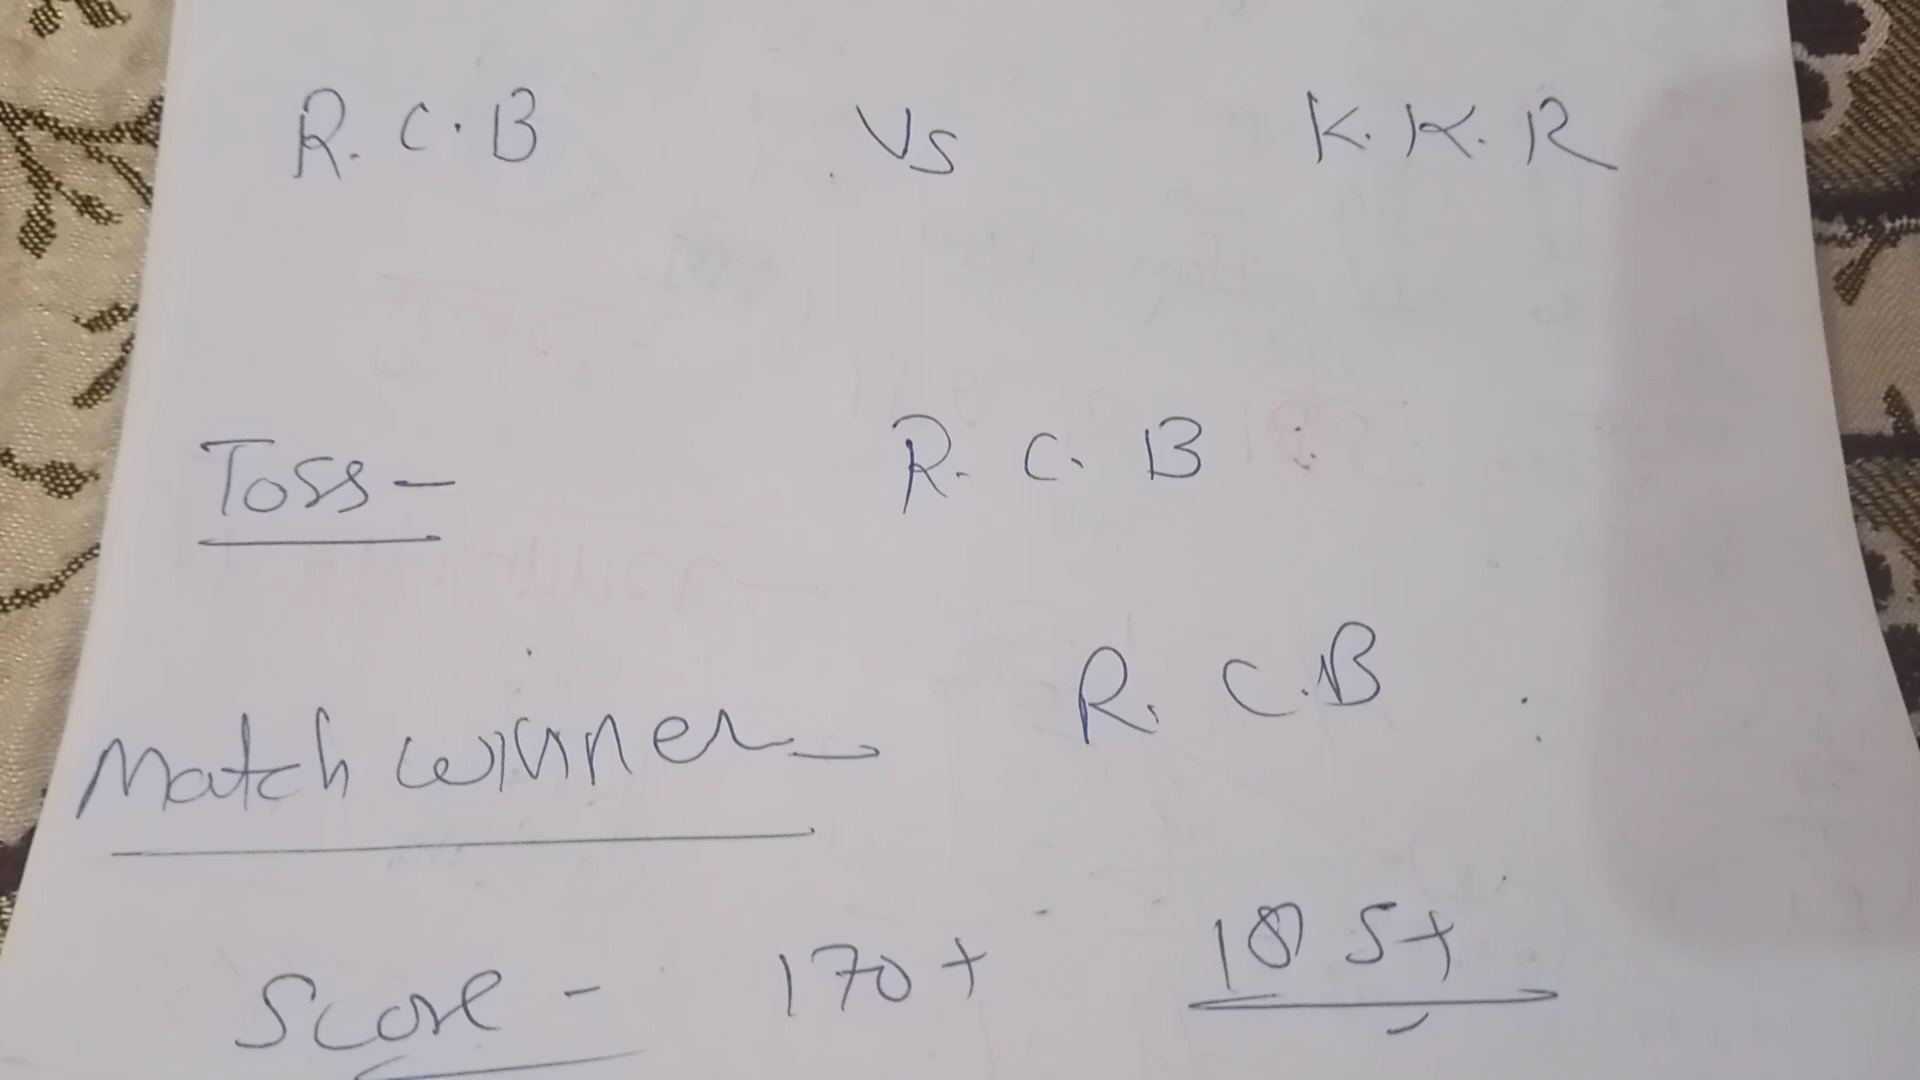 R. C. B Vs K. K. R
Toss - R. C. B
Match winner - R. C. B
Score - 170+ 185+